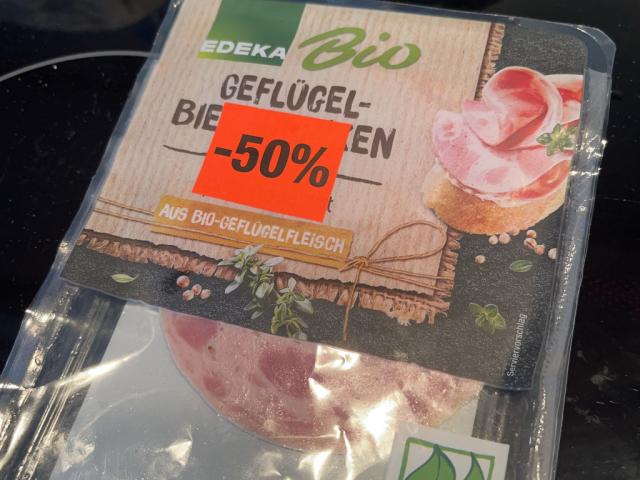 EDEKA Bio
GEFLÜGEL-
-50%
AUS BIO-GEFLÜGELFLEISCH
Serviervorschlag